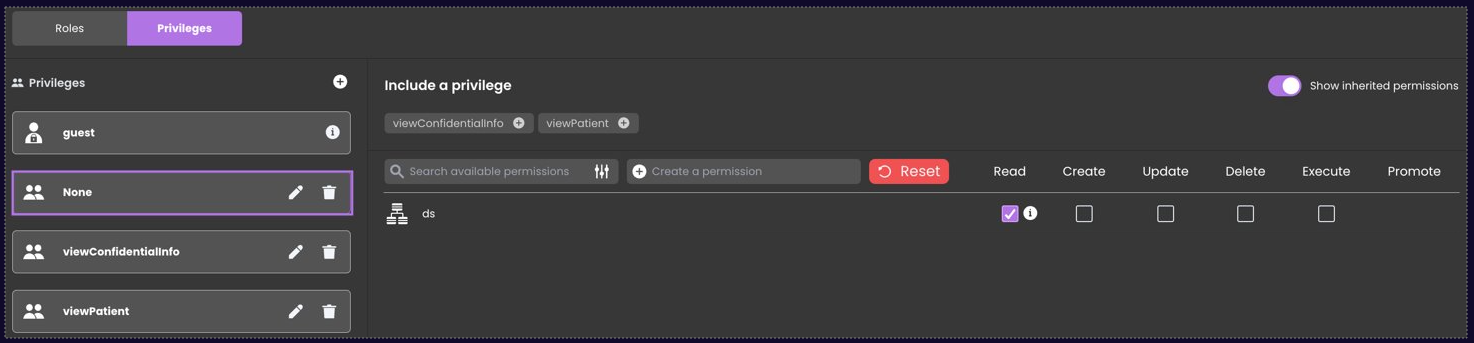 Roles Privileges
Privileges
guest
None
viewConfidentialInfo
viewPatient
Include a privilege
Show inherited permissions
viewConfidentialInfo viewPatient
Search available permissions Create a permission Reset Read Create Update Delete Execute Promote
ds